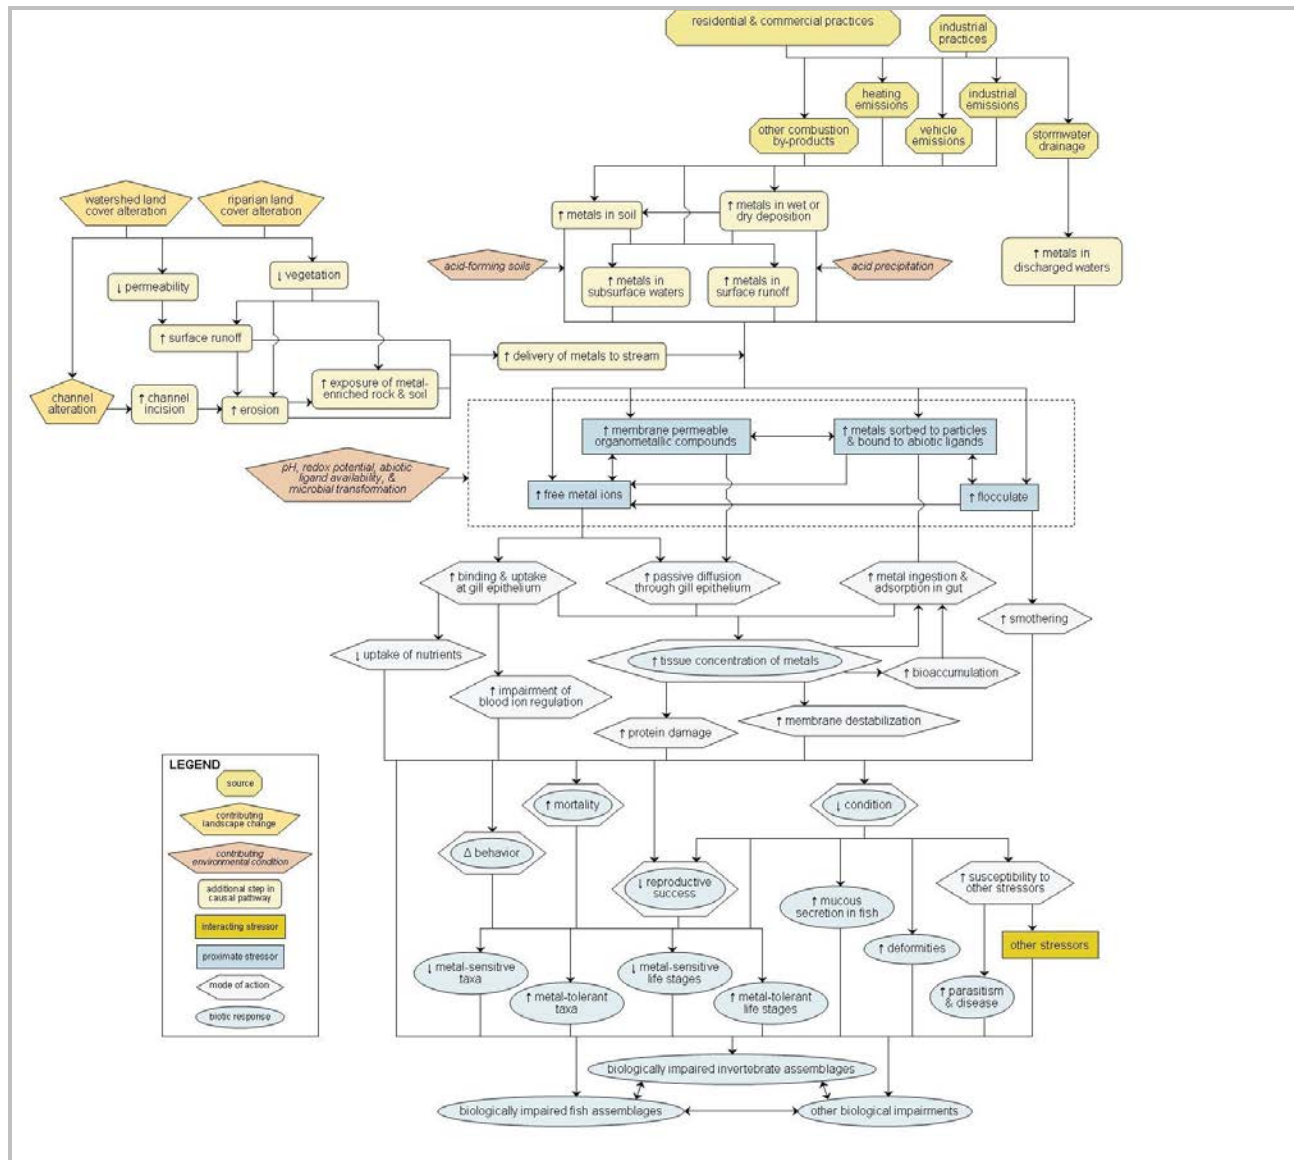 residential & commercial practices
industrial
practices
heating
emissions
industrial
emissions
other combustion
by-products
vehicle
emissions
stormwater
drainage
watershed land
cover alteration
riparian land
cover alteration
↑ metals in soil
↑ metals in wet or
dry deposition
acid-forming soils
acid precipitation
↑ metals in
discharged waters
↓ vegetation
↓ permeability
↑ metals in
subsurface waters
↑ metals in
surface runoff
↑ surface runoff
↑ delivery of metals to stream
↑ exposure of metal-
enriched rock & soil
channel
alteration
↑ channel
incision
↑ erosion
↑ membrane permeable
organometallic compounds
↑ metals sorbed to particles
& bound to abiotic ligands
pH, redox potential, abiotic
ligand availability, &
microbial transformation
↑ free metal ions
↑ flocculate
↑ binding & uptake
at gill epithelium
↑ passive diffusion
through gill epithelium
↑ metal ingestion &
adsorption in gut
↑ smothering
↓ uptake of nutrients
↑ tissue concentration of metals
↑ bioaccumulation
↑ impairment of
blood ion regulation
↑ protein damage
↑ membrane destabilization
LEGEND
source
contributing
landscape change
contributing
environmental condition
additional step in
causal pathway
interacting stressor
proximate stressor
mode of action
biotic response
↑ mortality
↓ condition
Δ behavior
↓ reproductive
success
↑ susceptibility to
other stressors
↑ mucous
secretion in fish
↑ deformities
other stressors
↓ metal-sensitive
taxa
↑ metal-tolerant
taxa
↓ metal-sensitive
life stages
↑ metal-tolerant
life stages
↑ parasitism
& disease
biologically impaired invertebrate assemblages
biologically impaired fish assemblages
other biological impairments